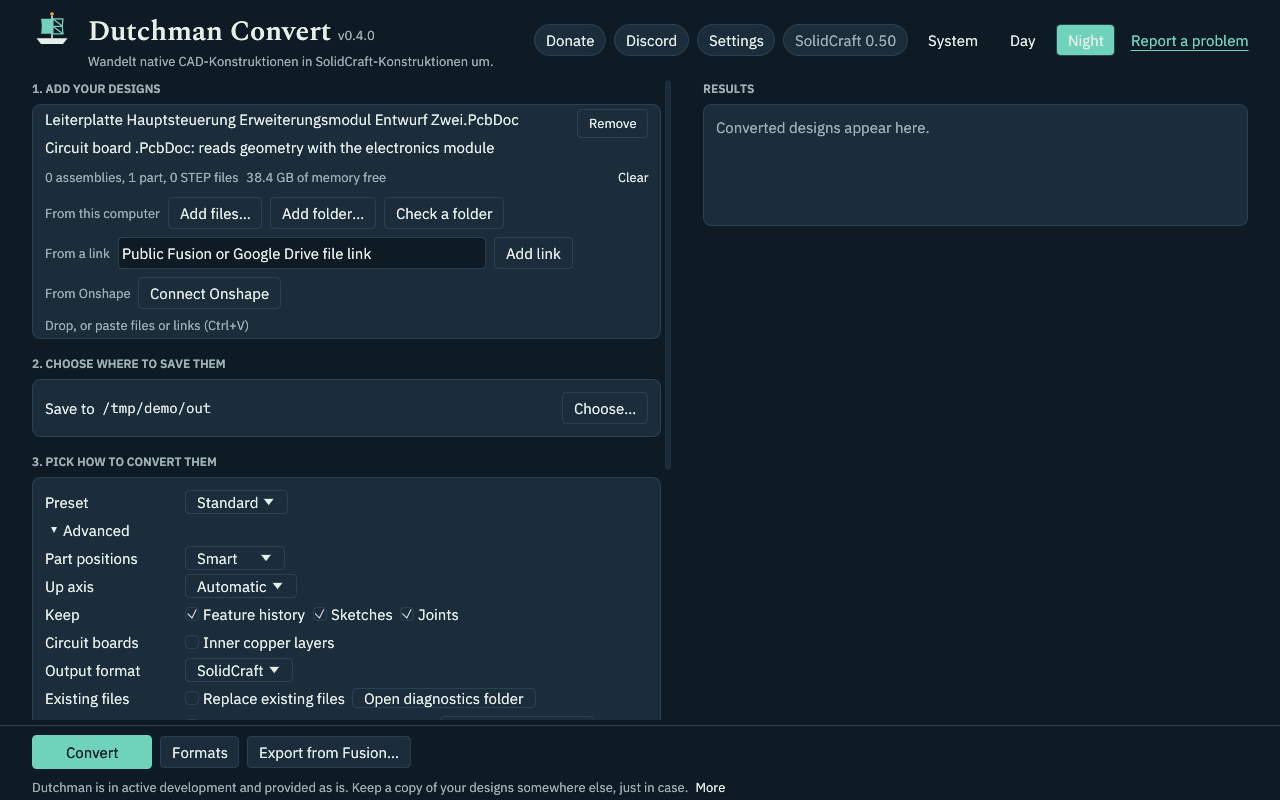 Dutchman Convert v0.4.0
Wandelt native CAD-Konstruktionen in SolidCraft-Konstruktionen um.
Donate Discord Settings SolidCraft 0.50 System Day Night Report a problem
1. ADD YOUR DESIGNS
Leiterplatte Hauptsteuerung Erweiterungsmodul Entwurf Zwei.PcbDoc Remove
Circuit board .PcbDoc: reads geometry with the electronics module
0 assemblies, 1 part, 0 STEP files 38.4 GB of memory free Clear
From this computer Add files... Add folder... Check a folder
From a link Public Fusion or Google Drive file link Add link
From Onshape Connect Onshape
Drop, or paste files or links (Ctrl+V)
2. CHOOSE WHERE TO SAVE THEM
Save to /tmp/demo/out Choose...
3. PICK HOW TO CONVERT THEM
Preset Standard
Advanced
Part positions Smart
Up axis Automatic
Keep Feature history Sketches Joints
Circuit boards Inner copper layers
Output format SolidCraft
Existing files Replace existing files Open diagnostics folder
RESULTS
Converted designs appear here.
Convert Formats Export from Fusion...
Dutchman is in active development and provided as is. Keep a copy of your designs somewhere else, just in case. More